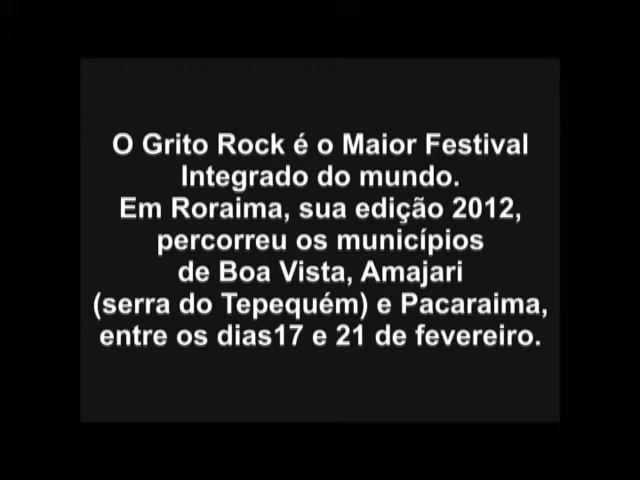 O Grito Rock é o Maior Festival
Integrado do mundo.
Em Roraima, sua edição 2012,
percorreu os municípios
de Boa Vista, Amajari
(serra do Tepequém) e Pacaraima,
entre os dias17 e 21 de fevereiro.